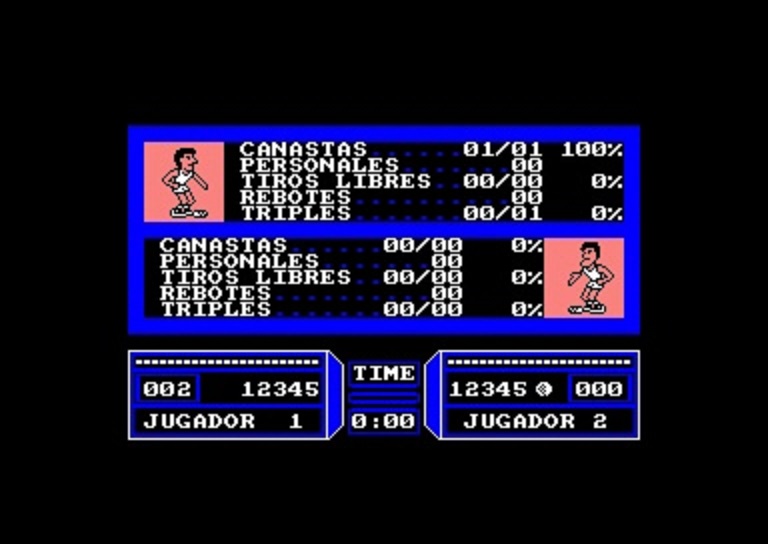 CANASTAS.......01/01 100%
PERSONALES.......00
TIROS LIBRES..00/00 0%
REBOTES..........00
TRIPLES.......00/01 0%
CANASTAS......00/00 0%
PERSONALES.......00
TIROS LIBRES..00/00 0%
REBOTES..........00
TRIPLES.......00/00 0%
002 12345
JUGADOR 1
TIME
0:00
12345 000
JUGADOR 2